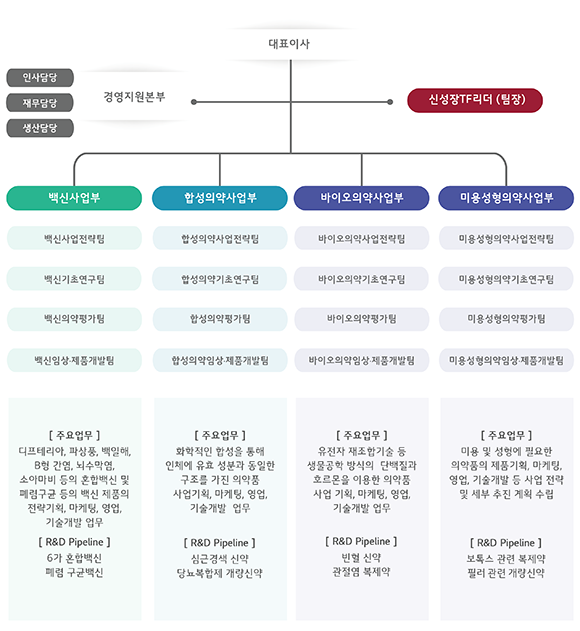 대표이사
인사담당
재무담당
생산담당
경영지원본부
신성장TF리더 (팀장)
백신사업부
합성의약사업부
바이오의약사업부
미용성형의약사업부
백신사업전략팀
합성의약사업전략팀
바이오의약사업전략팀
미용성형의약사업전략팀
백신기초연구팀
합성의약기초연구팀
바이오의약기초연구팀
미용성형의약기초연구팀
백신의약평가팀
합성의약평가팀
바이오의약평가팀
미용성형의약평가팀
백신임상·제품개발팀
합성의약임상·제품개발팀
바이오의약임상·제품개발팀
미용성형의약임상·제품개발팀
[ 주요업무 ]
디프테리아, 파상품, 백일해,
B형 간염, 뇌수막염,
소아마비 등의 혼합백신 및
폐렴구균 등의 백신 제품의
전략기획, 마케팅, 영업,
기술개발 업무
[ R&D Pipeline ]
6가 혼합백신
폐렴 구균백신
[ 주요업무 ]
화학적인 합성을 통해
인체에 유효 성분과 동일한
구조를 가진 의약품
사업기획, 마케팅, 영업,
기술개발 업무
[ R&D Pipeline ]
심근경색 신약
당뇨복합제 개량신약
[ 주요업무 ]
유전자 재조합기술 등
생물공학 방식의 단백질과
호르몬을 이용한 의약품
사업 기획, 마케팅, 영업,
기술개발 업무
[ R&D Pipeline ]
빈혈 신약
관절염 복제약
[ 주요업무 ]
미용 및 성형에 필요한
의약품의 제품기획, 마케팅,
영업, 기술개발 등 사업 전략
및 세부 추진 계획 수립
[ R&D Pipeline ]
보톡스 관련 복제약
필러 관련 개량신약